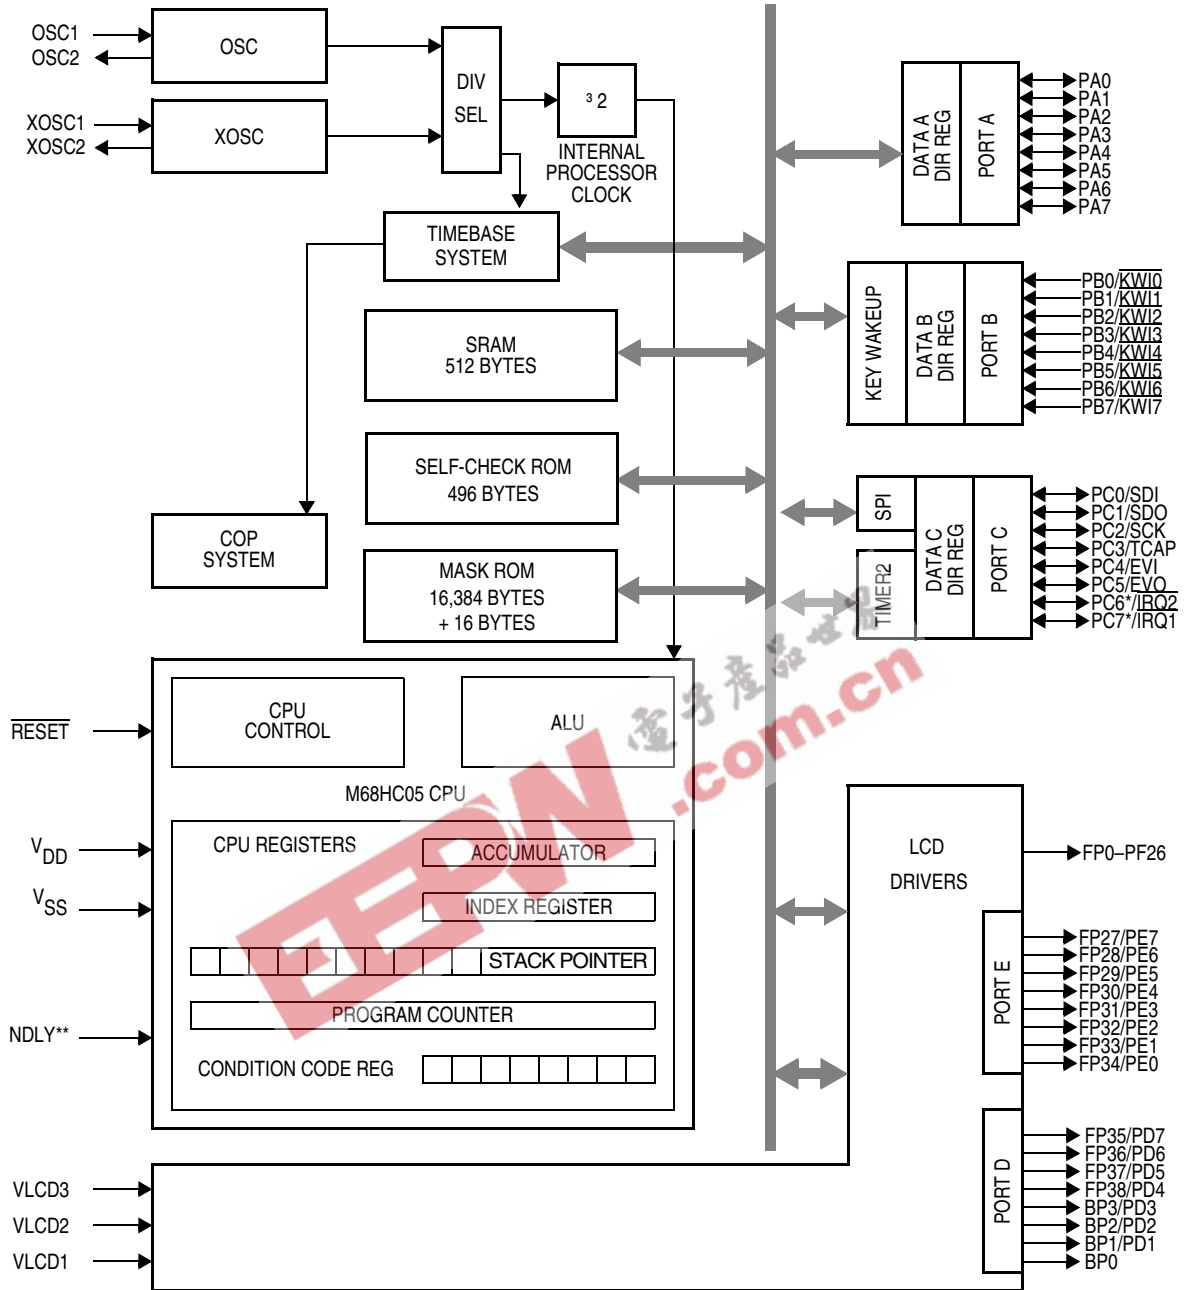 OSC1
OSC2
OSC
XOSC1
XOSC2
XOSC
DIV
SEL
³ 2
INTERNAL
PROCESSOR
CLOCK
TIMEBASE
SYSTEM
SRAM
512 BYTES
SELF-CHECK ROM
496 BYTES
COP
SYSTEM
MASK ROM
16,384 BYTES
+ 16 BYTES
DATA A
DIR REG
PORT A
PA0
PA1
PA2
PA3
PA4
PA5
PA6
PA7
KEY WAKEUP
DATA B
DIR REG
PORT B
PB0/KWI0
PB1/KWI1
PB2/KWI2
PB3/KWI3
PB4/KWI4
PB5/KWI5
PB6/KWI6
PB7/KWI7
SPI
TIMER2
DATA C
DIR REG
PORT C
PC0/SDI
PC1/SDO
PC2/SCK
PC3/TCAP
PC4/EVI
PC5/EVO
PC6*/IRQ2
PC7*/IRQ1
RESET
VDD
VSS
NDLY**
CPU
CONTROL
ALU
M68HC05 CPU
CPU REGISTERS
ACCUMULATOR
INDEX REGISTER
STACK POINTER
PROGRAM COUNTER
CONDITION CODE REG
VLCD3
VLCD2
VLCD1
LCD
DRIVERS
FP0–PF26
PORT E
FP27/PE7
FP28/PE6
FP29/PE5
FP30/PE4
FP31/PE3
FP32/PE2
FP33/PE1
FP34/PE0
PORT D
FP35/PD7
FP36/PD6
FP37/PD5
FP38/PD4
BP3/PD3
BP2/PD2
BP1/PD1
BP0
EEPW.com.cn
電子產品世界